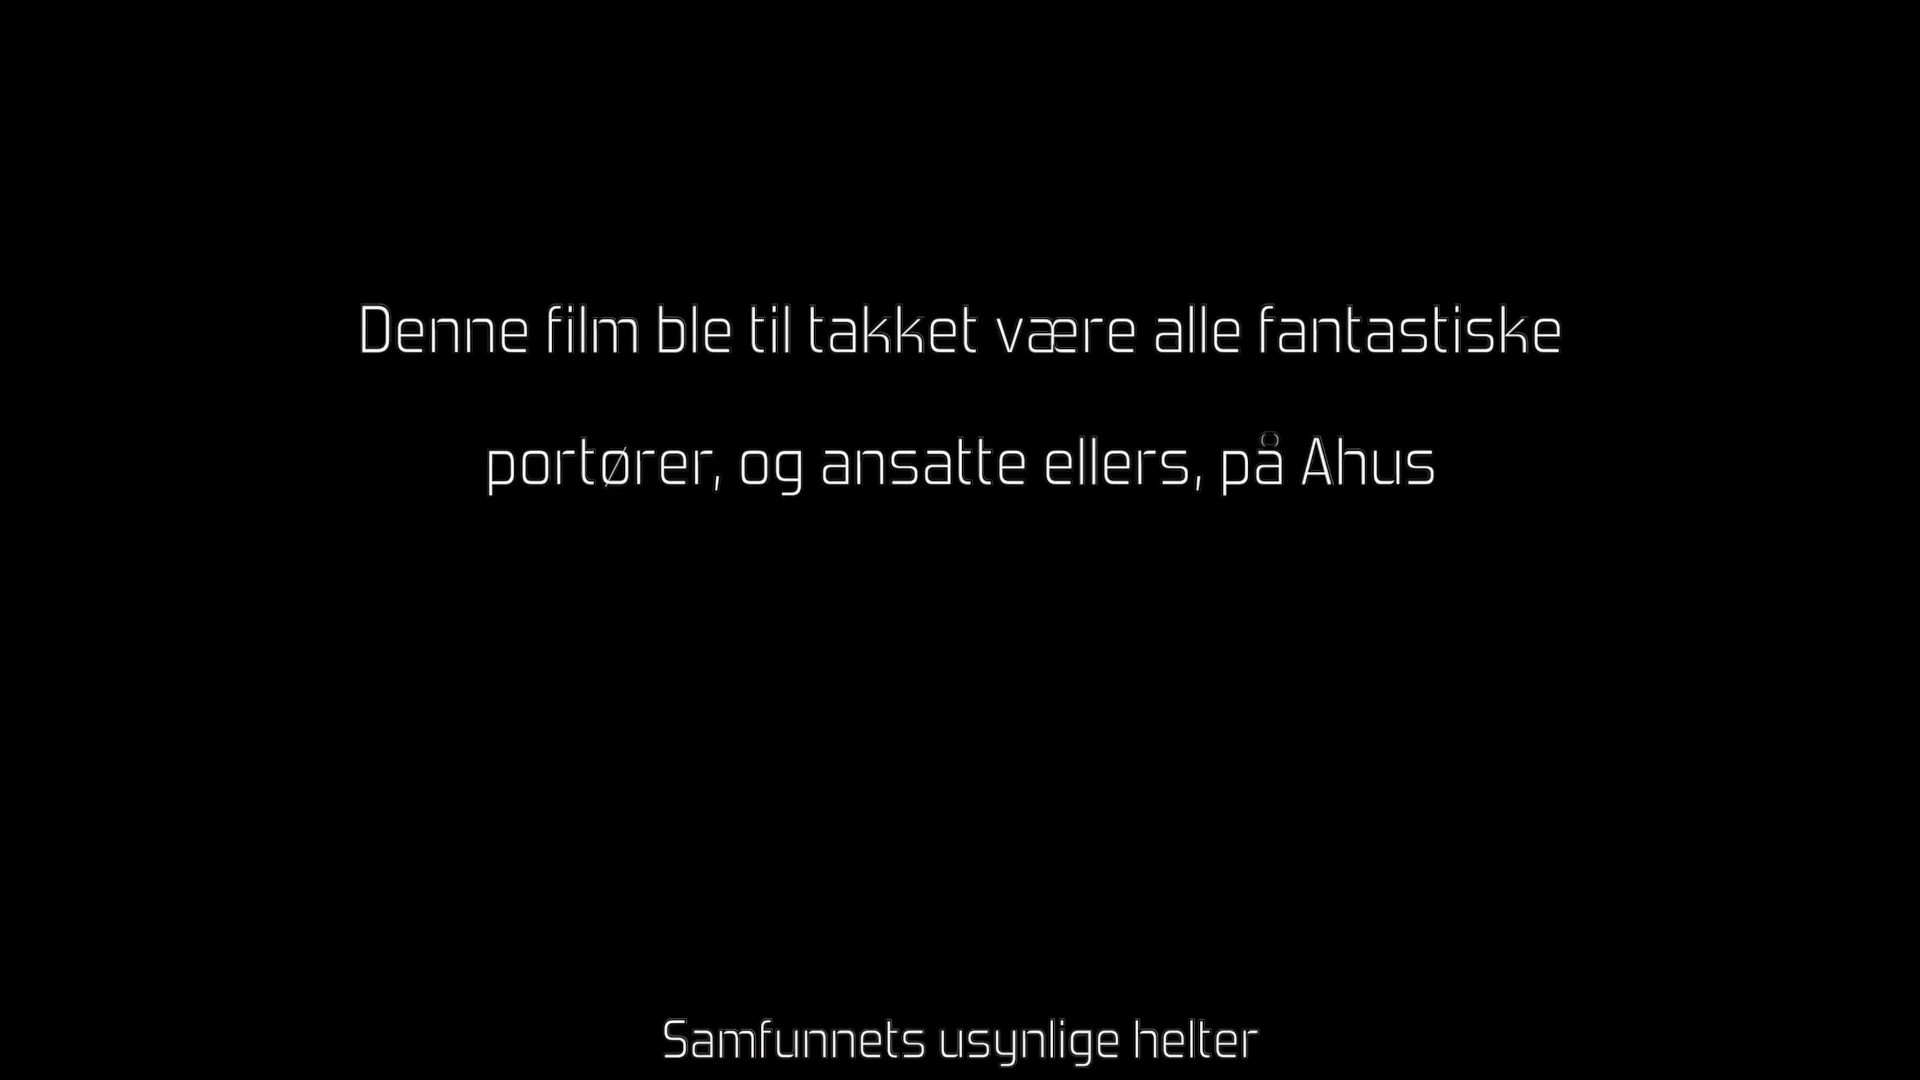 Denne film ble til takket være alle fantastiske
portører, og ansatte ellers, på Ahus
Samfunnets usynlige helter